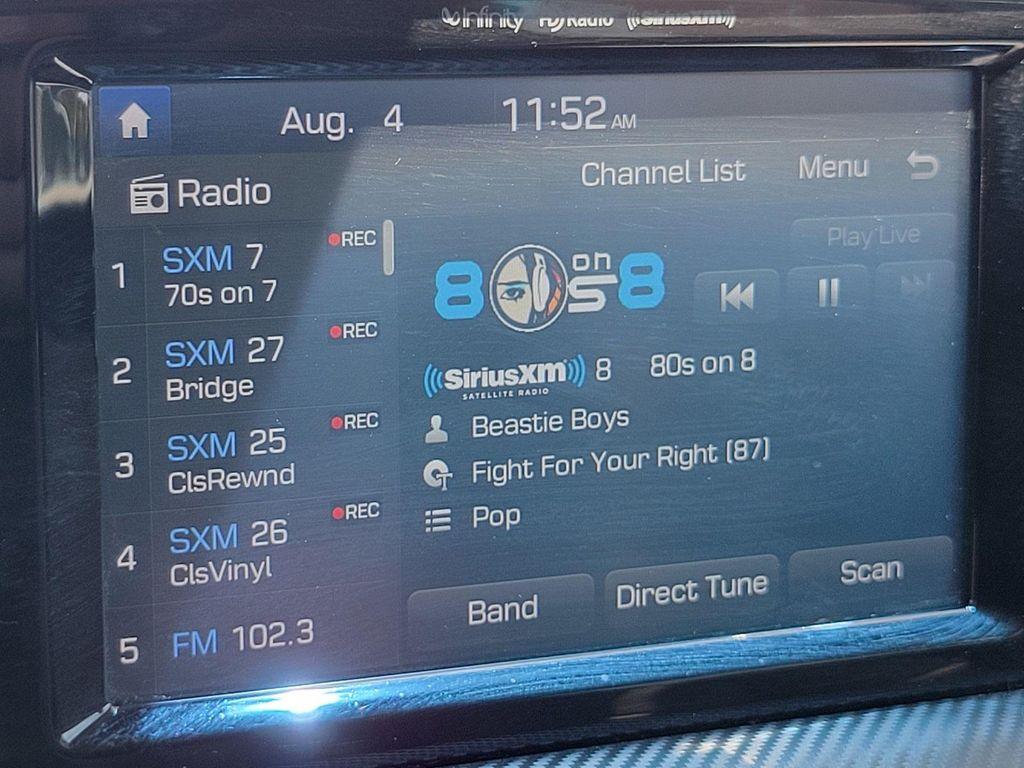 Infinity HD Radio ((SiriusXM))
Aug. 4 11:52 AM
Radio
Channel List Menu
1 SXM 7 REC
70s on 7
2 SXM 27 REC
Bridge
3 SXM 25 REC
ClsRewnd
4 SXM 26 REC
ClsVinyl
5 FM 102.3
Play Live
80s on 8
((SiriusXM)) 8 80s on 8
SATELLITE RADIO
Beastie Boys
Fight For Your Right (87)
Pop
Band Direct Tune Scan